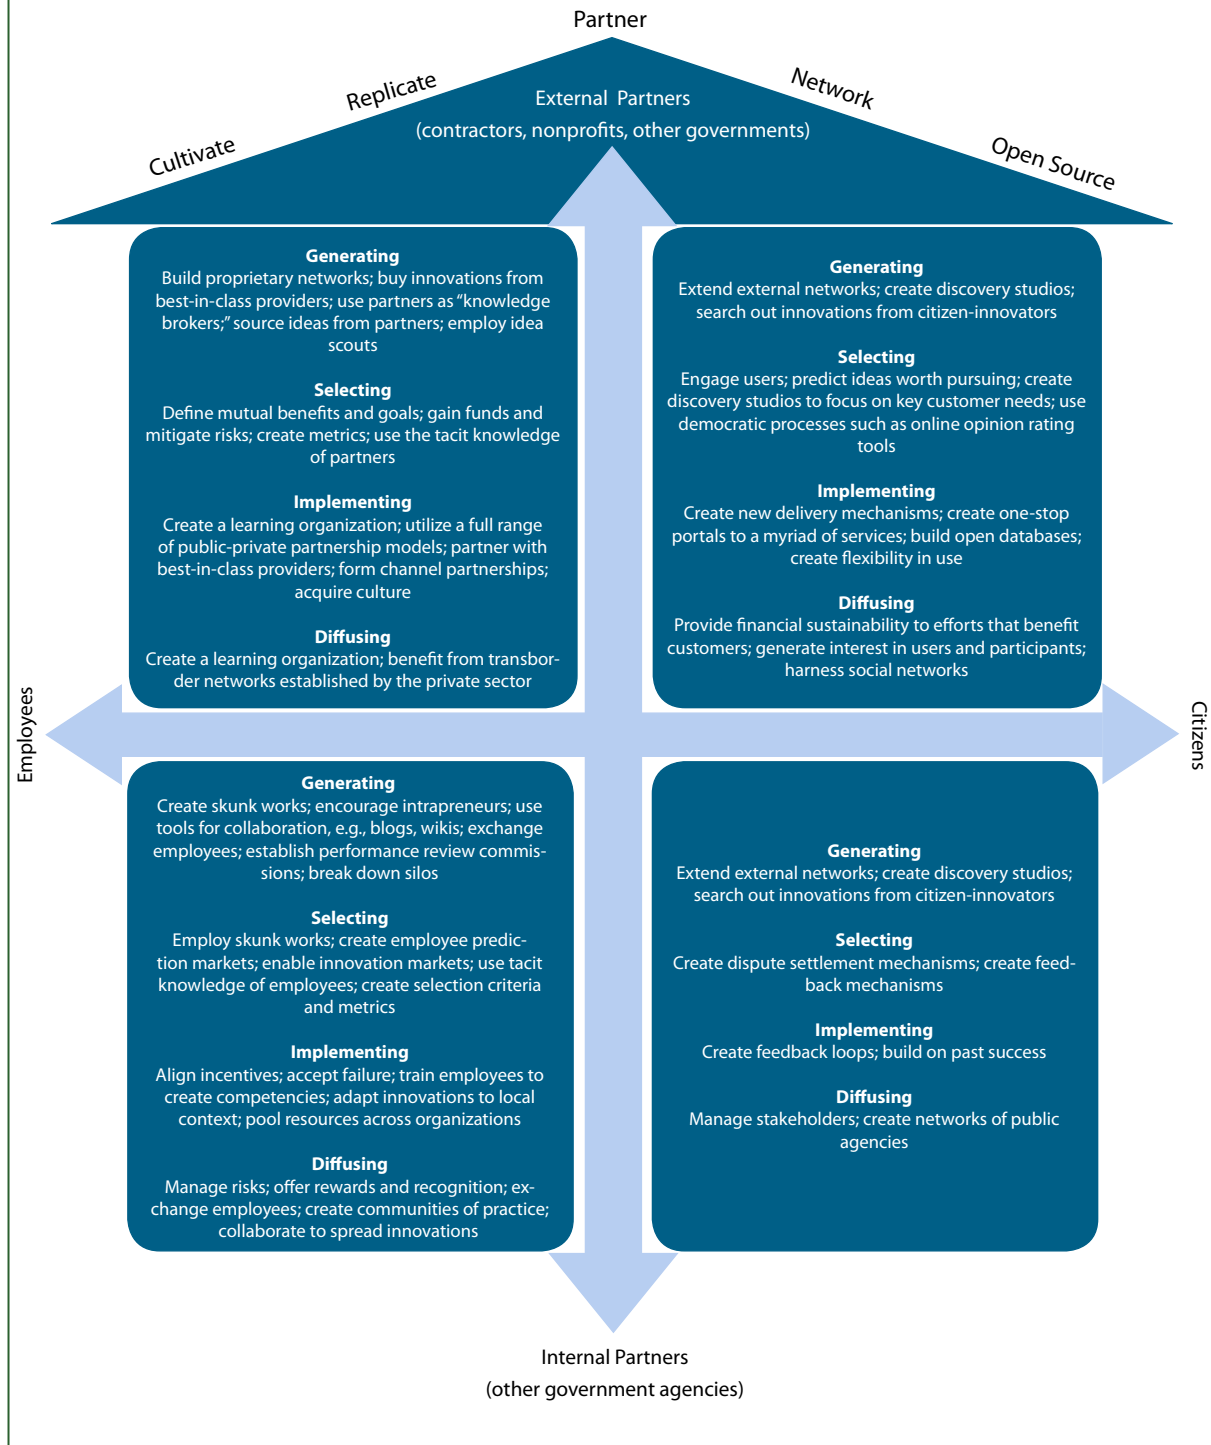 Partner
Replicate
Network
Cultivate
Open Source
External Partners
(contractors, nonprofits, other governments)
Generating
Build proprietary networks; buy innovations from
best-in-class providers; use partners as “knowledge
brokers;” source ideas from partners; employ idea
scouts
Selecting
Define mutual benefits and goals; gain funds and
mitigate risks; create metrics; use the tacit knowledge
of partners
Implementing
Create a learning organization; utilize a full range
of public-private partnership models; partner with
best-in-class providers; form channel partnerships;
acquire culture
Diffusing
Create a learning organization; benefit from transbor-
der networks established by the private sector
Generating
Extend external networks; create discovery studios;
search out innovations from citizen-innovators
Selecting
Engage users; predict ideas worth pursuing; create
discovery studios to focus on key customer needs; use
democratic processes such as online opinion rating
tools
Implementing
Create new delivery mechanisms; create one-stop
portals to a myriad of services; build open databases;
create flexibility in use
Diffusing
Provide financial sustainability to efforts that benefit
customers; generate interest in users and participants;
harness social networks
Employees
Citizens
Generating
Create skunk works; encourage intrapreneurs; use
tools for collaboration, e.g., blogs, wikis; exchange
employees; establish performance review commis-
sions; break down silos
Selecting
Employ skunk works; create employee predic-
tion markets; enable innovation markets; use tacit
knowledge of employees; create selection criteria
and metrics
Implementing
Align incentives; accept failure; train employees to
create competencies; adapt innovations to local
context; pool resources across organizations
Diffusing
Manage risks; offer rewards and recognition; ex-
change employees; create communities of practice;
collaborate to spread innovations
Generating
Extend external networks; create discovery studios;
search out innovations from citizen-innovators
Selecting
Create dispute settlement mechanisms; create feed-
back mechanisms
Implementing
Create feedback loops; build on past success
Diffusing
Manage stakeholders; create networks of public
agencies
Internal Partners
(other government agencies)